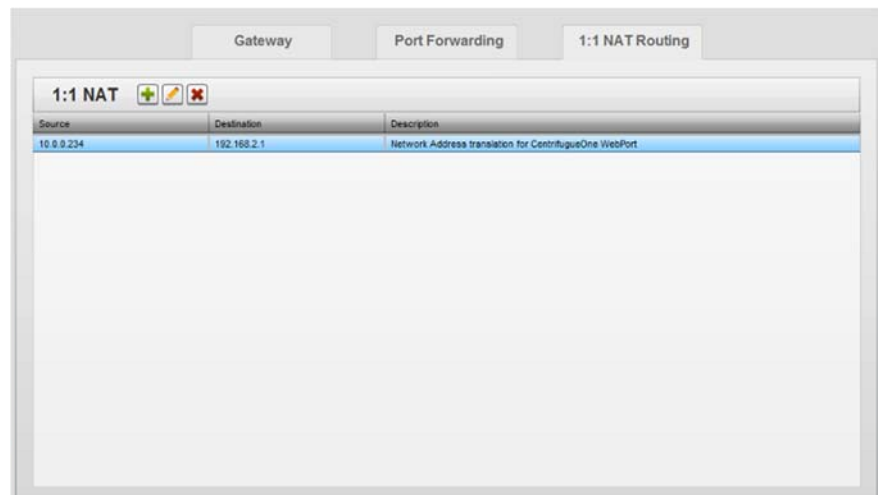 Gateway Port Forwarding 1:1 NAT Routing
1:1 NAT
Source Destination Description
10.0.0.234 192.168.2.1 Network Address translation for CentrifugueOne WebPort